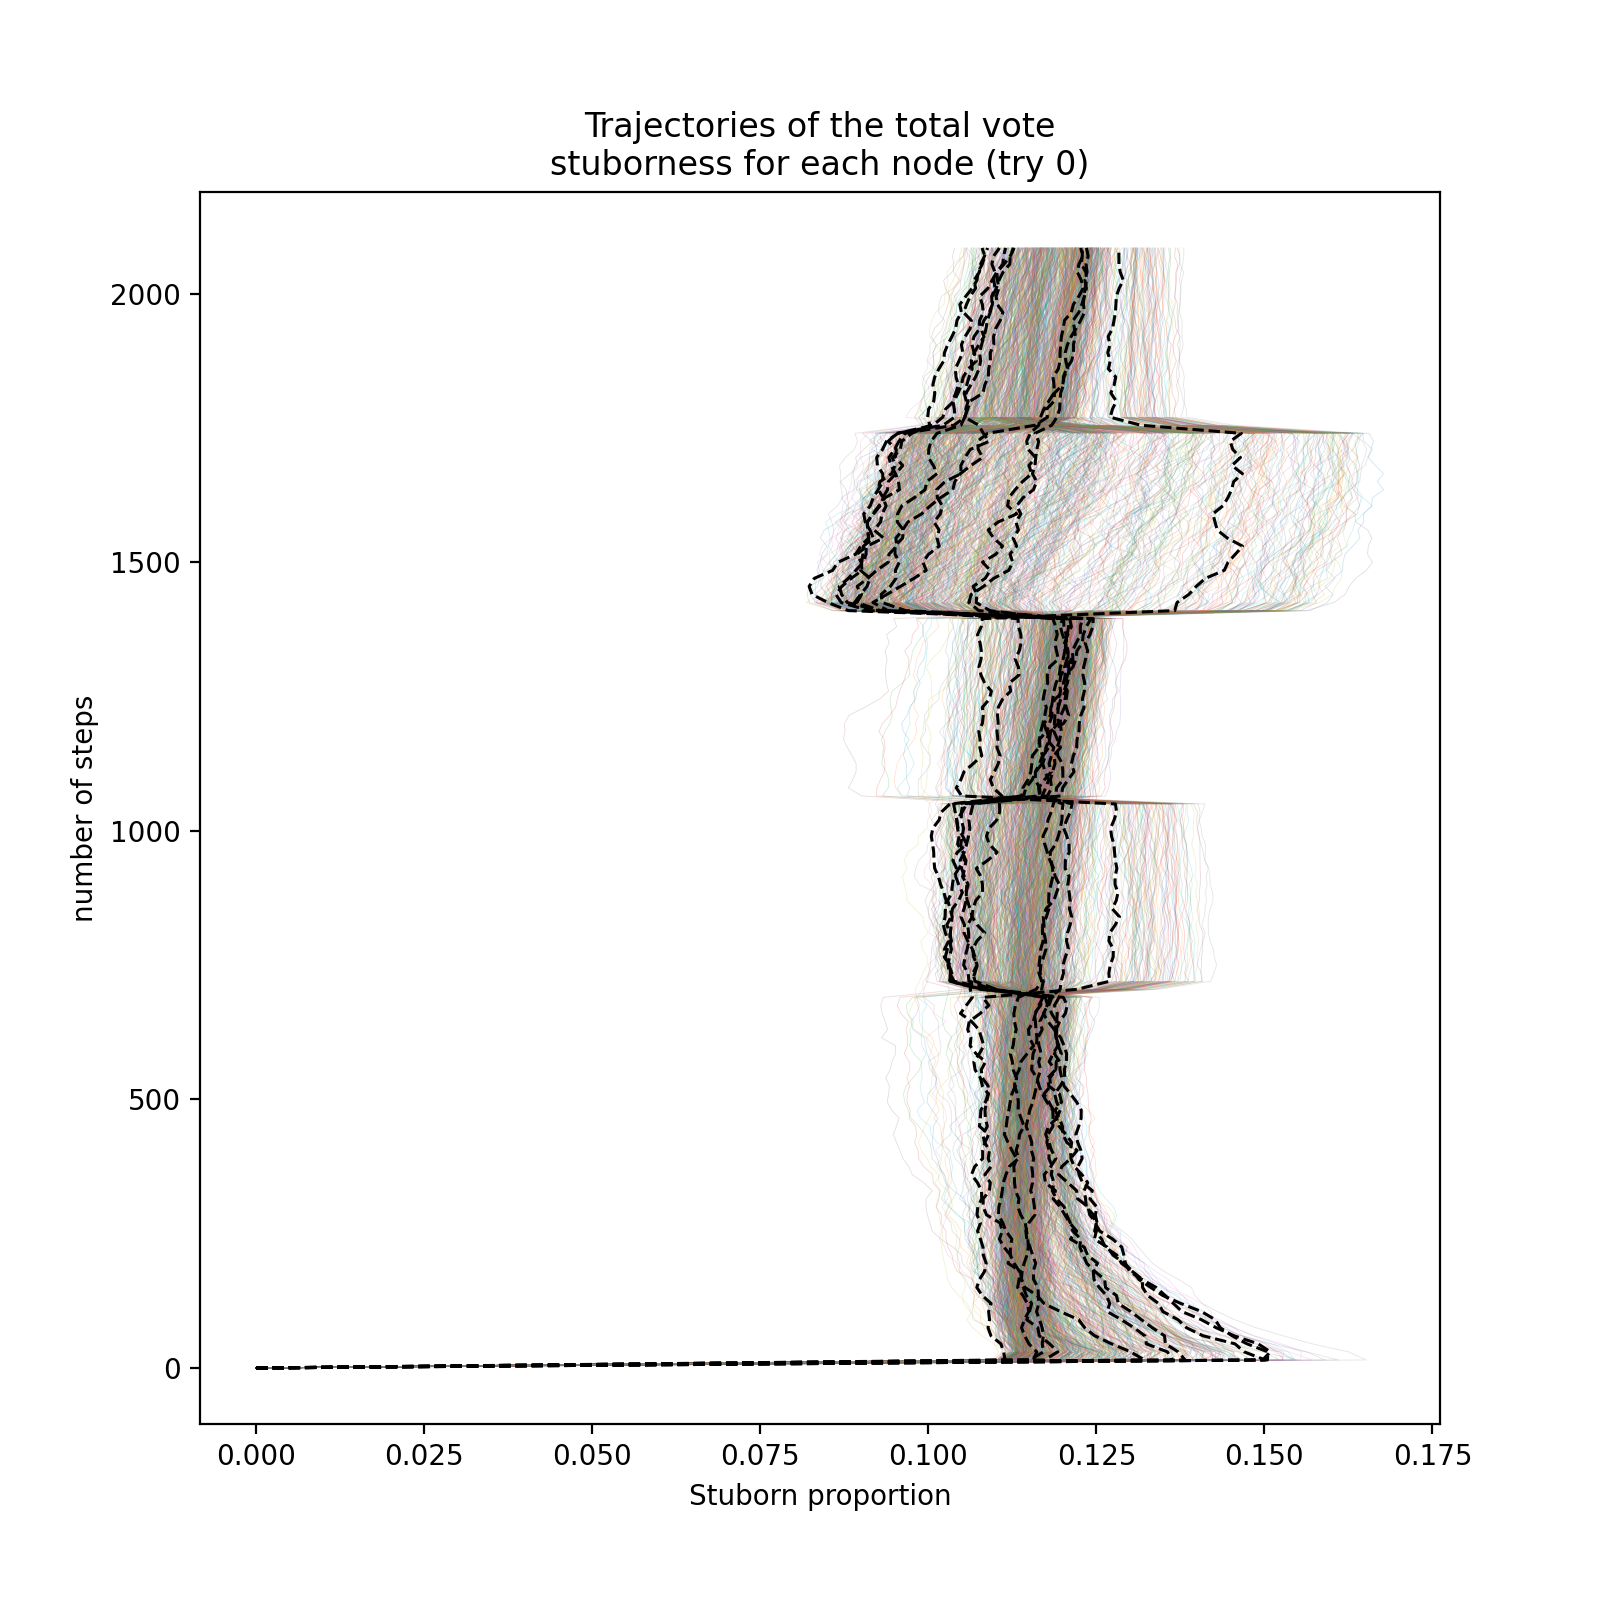 Trajectories of the total vote
stuborness for each node (try 0)
2000
1500
1000
500
0
number of steps
0.000 0.025 0.050 0.075 0.100 0.125 0.150 0.175
Stuborn proportion